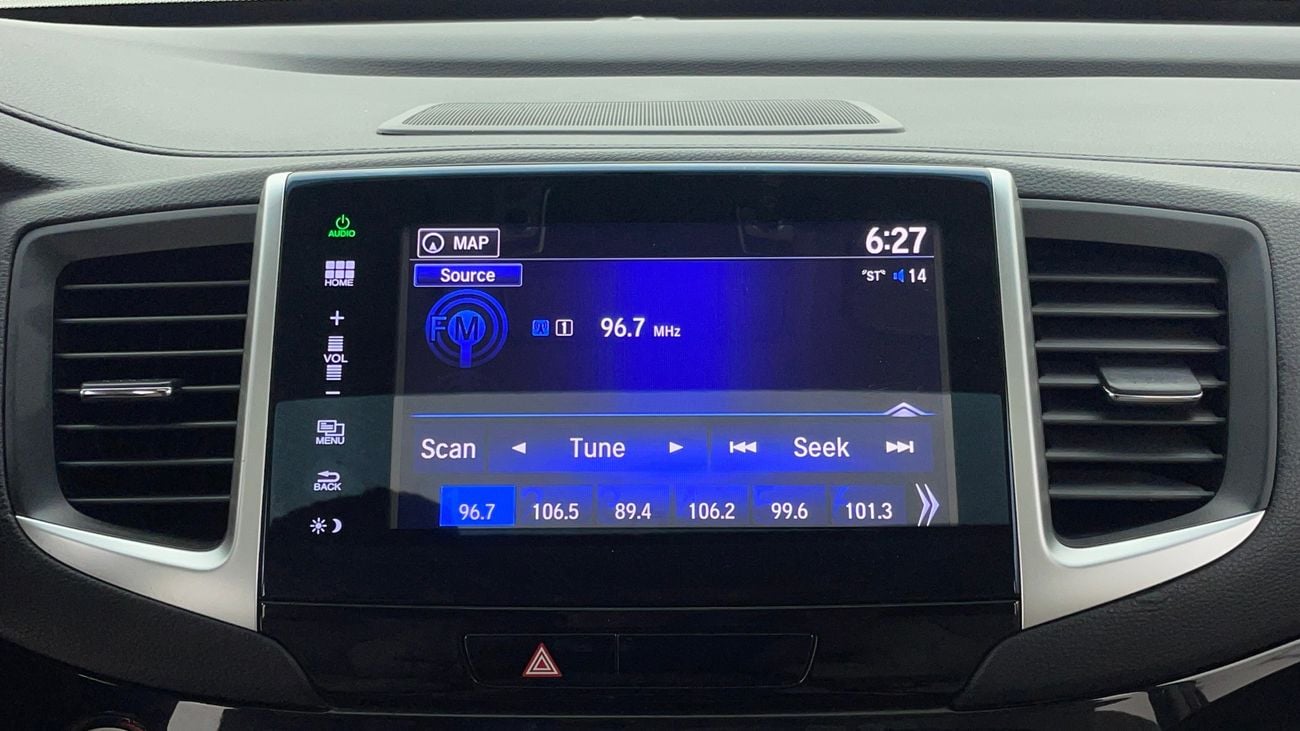 AUDIO
HOME
+
VOL
−
MENU
BACK
MAP 6:27
Source "ST" 14
FM 1 96.7 MHz
Scan Tune Seek
96.7 106.5 89.4 106.2 99.6 101.3